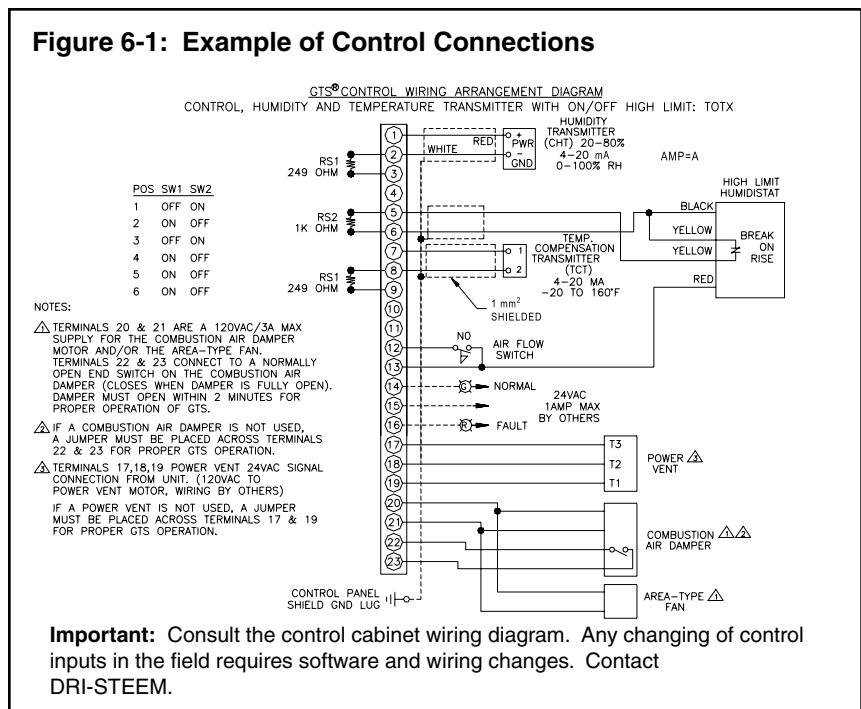 Figure 6-1: Example of Control Connections
GTS® CONTROL WIRING ARRANGEMENT DIAGRAM
CONTROL, HUMIDITY AND TEMPERATURE TRANSMITTER WITH ON/OFF HIGH LIMIT: TOTX
RS1
249 OHM
RS2
1K OHM
RS1
249 OHM
1
2
3
4
5
6
7
8
9
10
11
12
13
14
15
16
17
18
19
20
21
22
23
RED
WHITE
+
PWR
-
GND
HUMIDITY
TRANSMITTER
(CHT) 20-80%
4-20 mA
0-100% RH
AMP=A
HIGH LIMIT
HUMIDISTAT
BLACK
YELLOW
YELLOW
RED
BREAK
ON
RISE
1
2
TEMP.
COMPENSATION
TRANSMITTER
(TCT)
4-20 MA
-20 TO 160°F
1 mm²
SHIELDED
NO
AIR FLOW
SWITCH
G
NORMAL
R
FAULT
24VAC
1AMP MAX
BY OTHERS
T3
T2
T1
POWER 3
VENT
COMBUSTION 1 2
AIR DAMPER
AREA-TYPE 1
FAN
CONTROL PANEL
SHIELD GND LUG
POS SW1 SW2
1 OFF ON
2 ON OFF
3 OFF ON
4 ON OFF
5 ON OFF
6 ON OFF
NOTES:
1 TERMINALS 20 & 21 ARE A 120VAC/3A MAX
SUPPLY FOR THE COMBUSTION AIR DAMPER
MOTOR AND/OR THE AREA-TYPE FAN.
TERMINALS 22 & 23 CONNECT TO A NORMALLY
OPEN END SWITCH ON THE COMBUSTION AIR
DAMPER (CLOSES WHEN DAMPER IS FULLY OPEN).
DAMPER MUST OPEN WITHIN 2 MINUTES FOR
PROPER OPERATION OF GTS.
2 IF A COMBUSTION AIR DAMPER IS NOT USED,
A JUMPER MUST BE PLACED ACROSS TERMINALS
22 & 23 FOR PROPER GTS OPERATION.
3 TERMINALS 17,18,19 POWER VENT 24VAC SIGNAL
CONNECTION FROM UNIT. (120VAC TO
POWER VENT MOTOR, WIRING BY OTHERS)
IF A POWER VENT IS NOT USED, A JUMPER
MUST BE PLACED ACROSS TERMINALS 17 & 19
FOR PROPER GTS OPERATION.
Important: Consult the control cabinet wiring diagram. Any changing of control
inputs in the field requires software and wiring changes. Contact
DRI-STEEM.